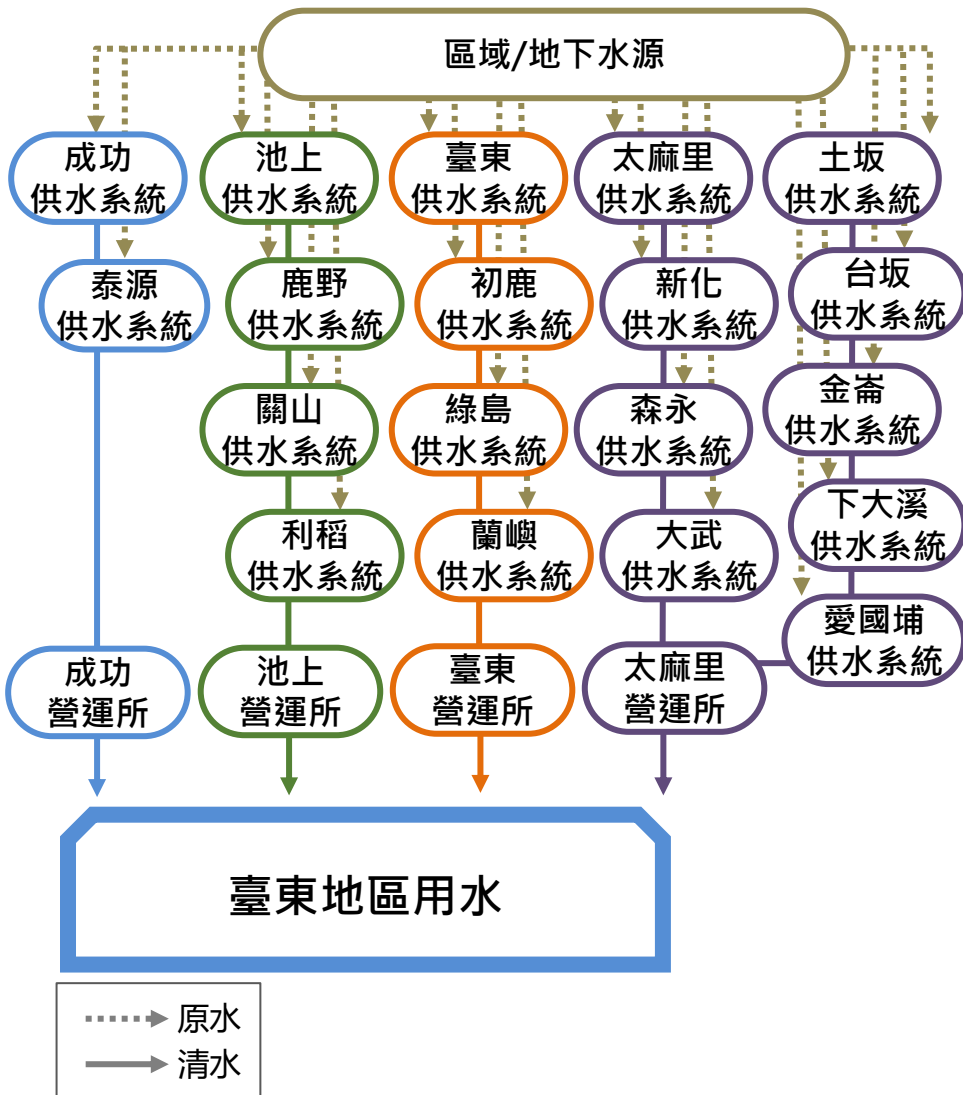 區域/地下水源
成功
供水系統
池上
供水系統
臺東
供水系統
太麻里
供水系統
土坂
供水系統
泰源
供水系統
鹿野
供水系統
初鹿
供水系統
新化
供水系統
台坂
供水系統
關山
供水系統
綠島
供水系統
森永
供水系統
金崙
供水系統
利稻
供水系統
蘭嶼
供水系統
大武
供水系統
下大溪
供水系統
愛國埔
供水系統
成功
營運所
池上
營運所
臺東
營運所
太麻里
營運所
臺東地區用水
原水
清水